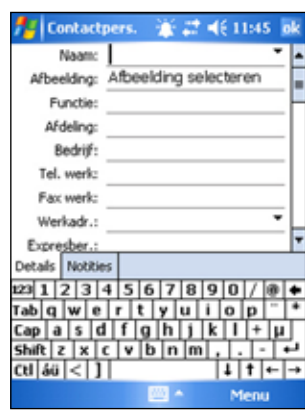 Contactpers. 11:45 ok
Naam:
Afbeelding: Afbeelding selecteren
Functie:
Afdeling:
Bedrijf:
Tel. werk:
Fax werk:
Werkadr.:
Expresber.:
Details Notities
123 1 2 3 4 5 6 7 8 9 0 / @
Tab q w e r t y u i o p ¨ *
Cap a s d f g h j k l + µ
Shift z x c v b n m , . -
Ctl áü < ] ↓ ↑ ← →
Menu